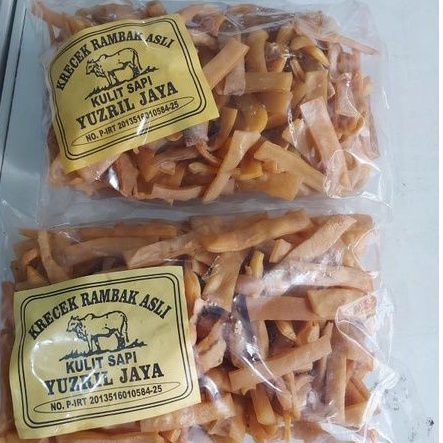 KRECEK RAMBAK ASLI
KULIT SAPI
YUZRIL JAYA
NO. P-IRT 2013516010584-25
KRECEK RAMBAK ASLI
KULIT SAPI
YUZRIL JAYA
NO. P-IRT 2013516010584-25